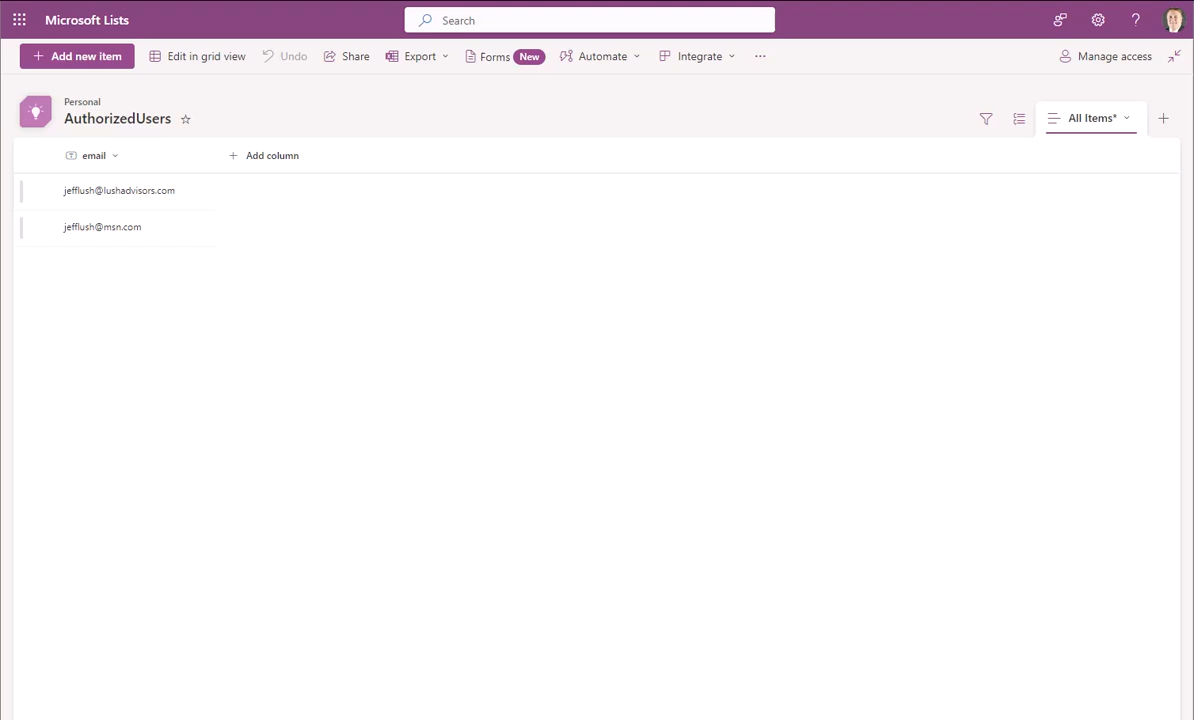 Microsoft Lists
Search
Add new item
Edit in grid view
Undo
Share
Export
Forms New
Automate
Integrate
Manage access
Personal
AuthorizedUsers
All Items*
email
Add column
jefflush@lushadvisors.com
jefflush@msn.com